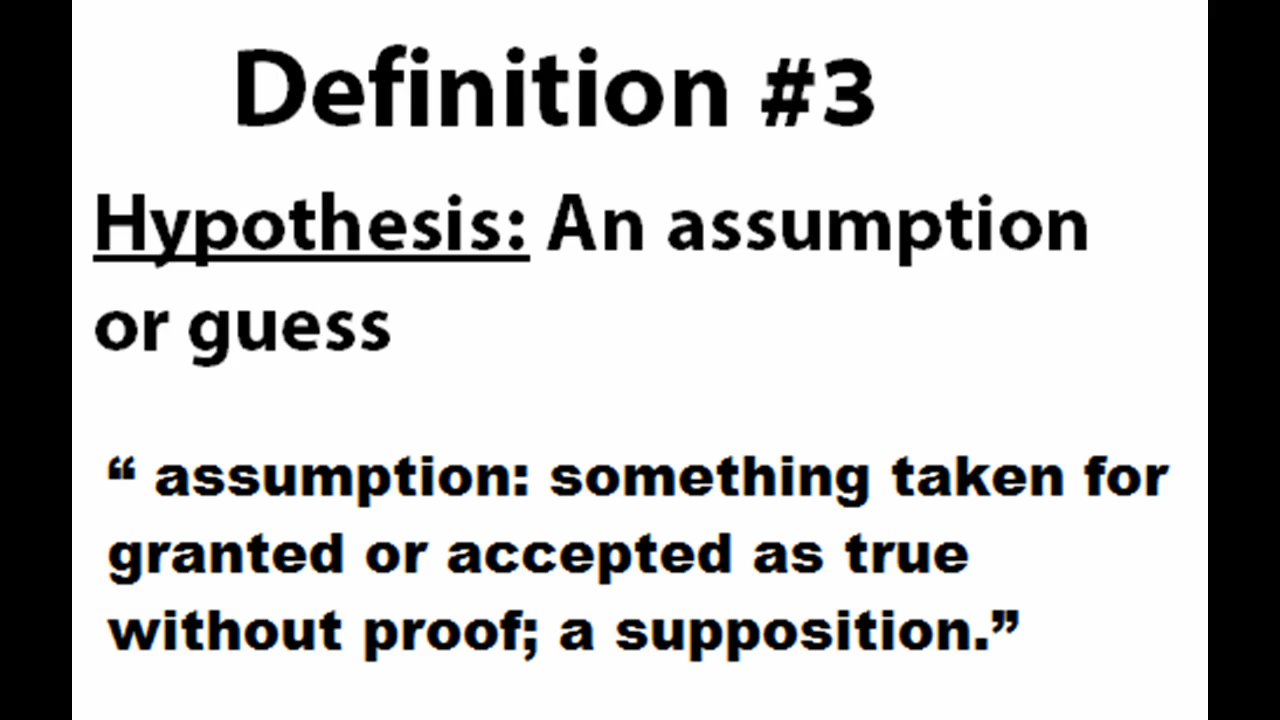 Definition #3
Hypothesis: An assumption
or guess
“ assumption: something taken for
granted or accepted as true
without proof; a supposition.”